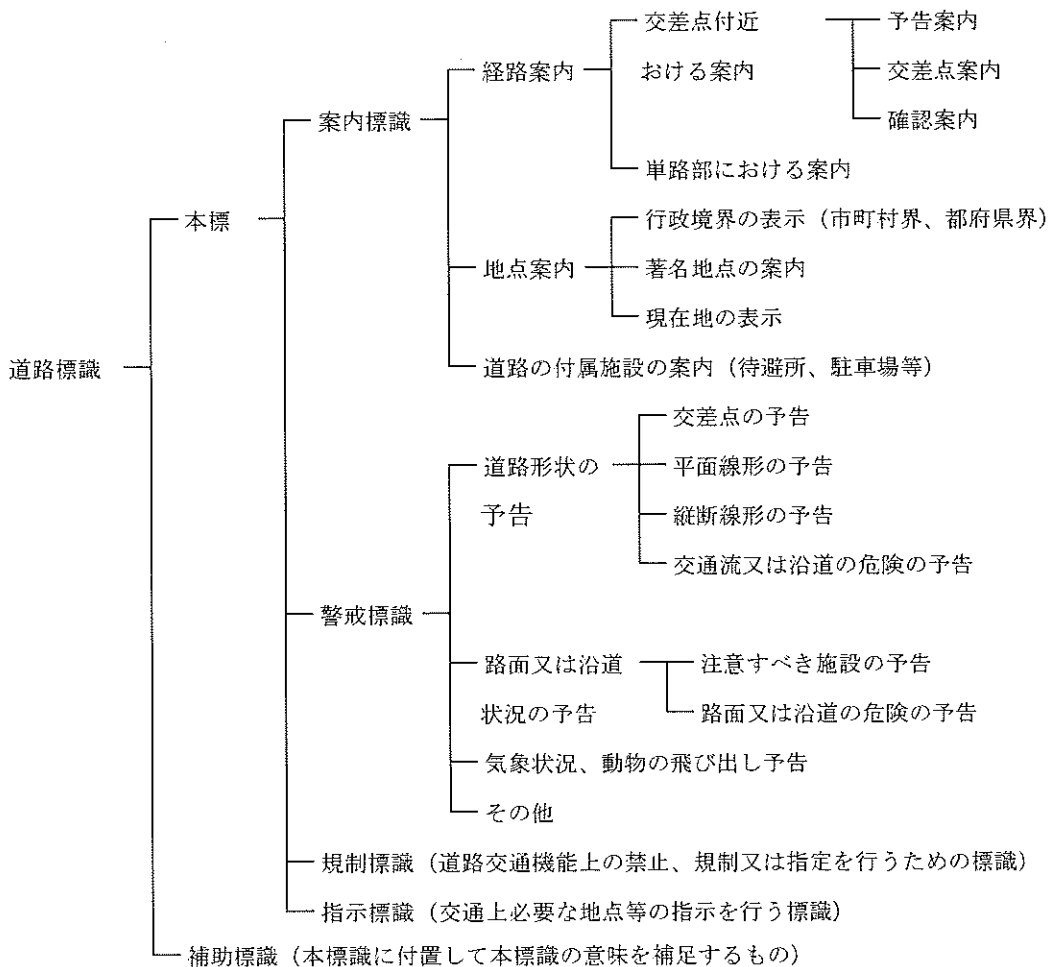 交差点付近 予告案内
経路案内 おける案内 交差点案内
案内標識 確認案内
単路部における案内
本標 行政境界の表示（市町村界、都府県界）
地点案内 著名地点の案内
現在地の表示
道路標識 道路の付属施設の案内（待避所、駐車場等）
交差点の予告
道路形状の 平面線形の予告
予告 縦断線形の予告
交通流又は沿道の危険の予告
警戒標識
路面又は沿道 注意すべき施設の予告
状況の予告 路面又は沿道の危険の予告
気象状況、動物の飛び出し予告
その他
規制標識（道路交通機能上の禁止、規制又は指定を行うための標識）
指示標識（交通上必要な地点等の指示を行う標識）
補助標識（本標識に付置して本標識の意味を補足するもの）